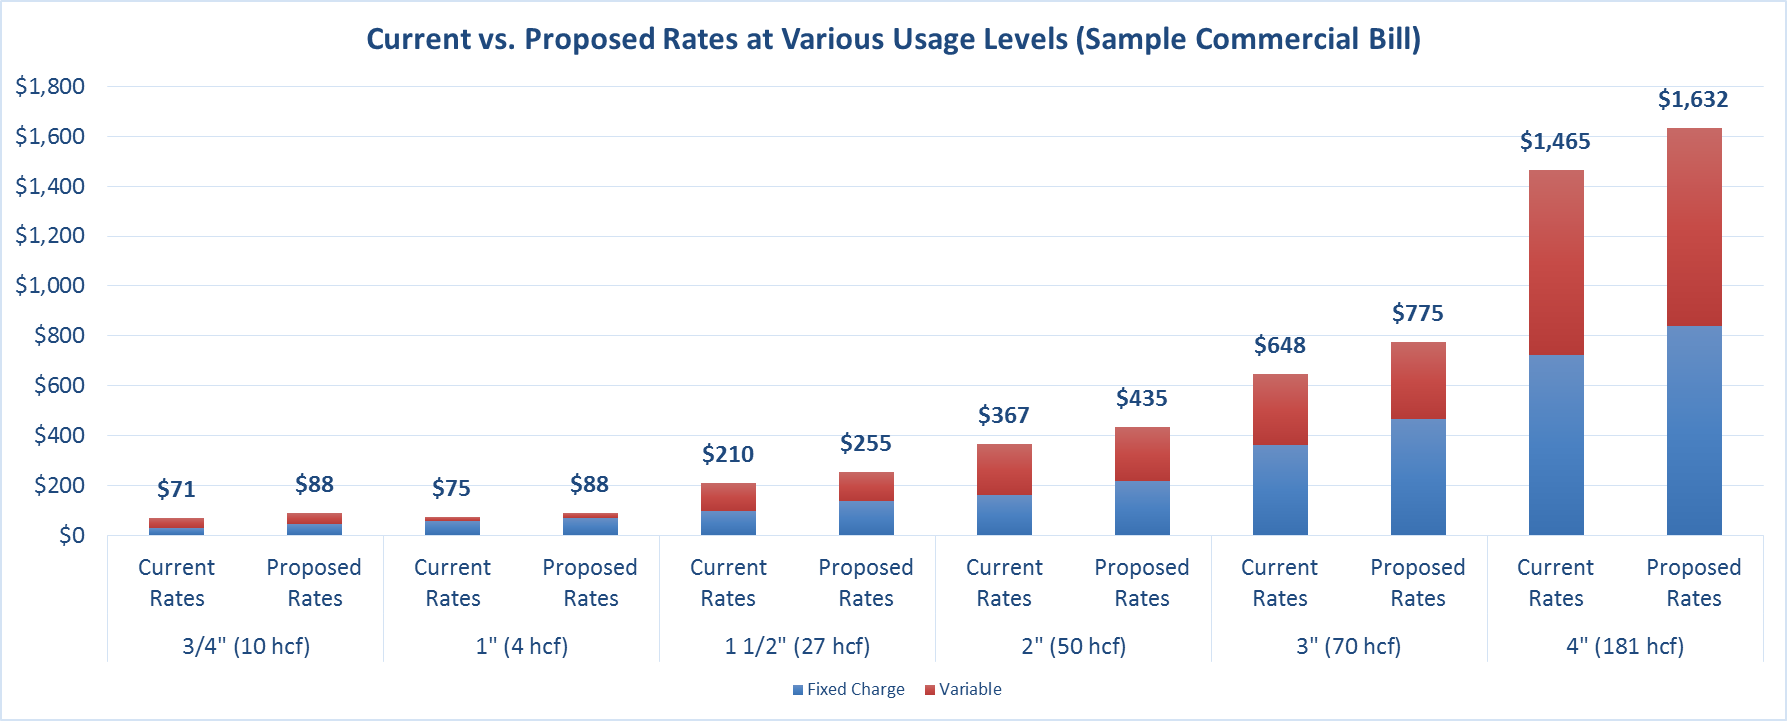 Current vs. Proposed Rates at Various Usage Levels (Sample Commercial Bill)
$1,800
$1,600
$1,400
$1,200
$1,000
$800
$600
$400
$200
$0
$71
$88
$75
$88
$210
$255
$367
$435
$648
$775
$1,465
$1,632
Current Rates
Proposed Rates
Current Rates
Proposed Rates
Current Rates
Proposed Rates
Current Rates
Proposed Rates
Current Rates
Proposed Rates
Current Rates
Proposed Rates
3/4" (10 hcf)
1" (4 hcf)
1 1/2" (27 hcf)
2" (50 hcf)
3" (70 hcf)
4" (181 hcf)
Fixed Charge
Variable